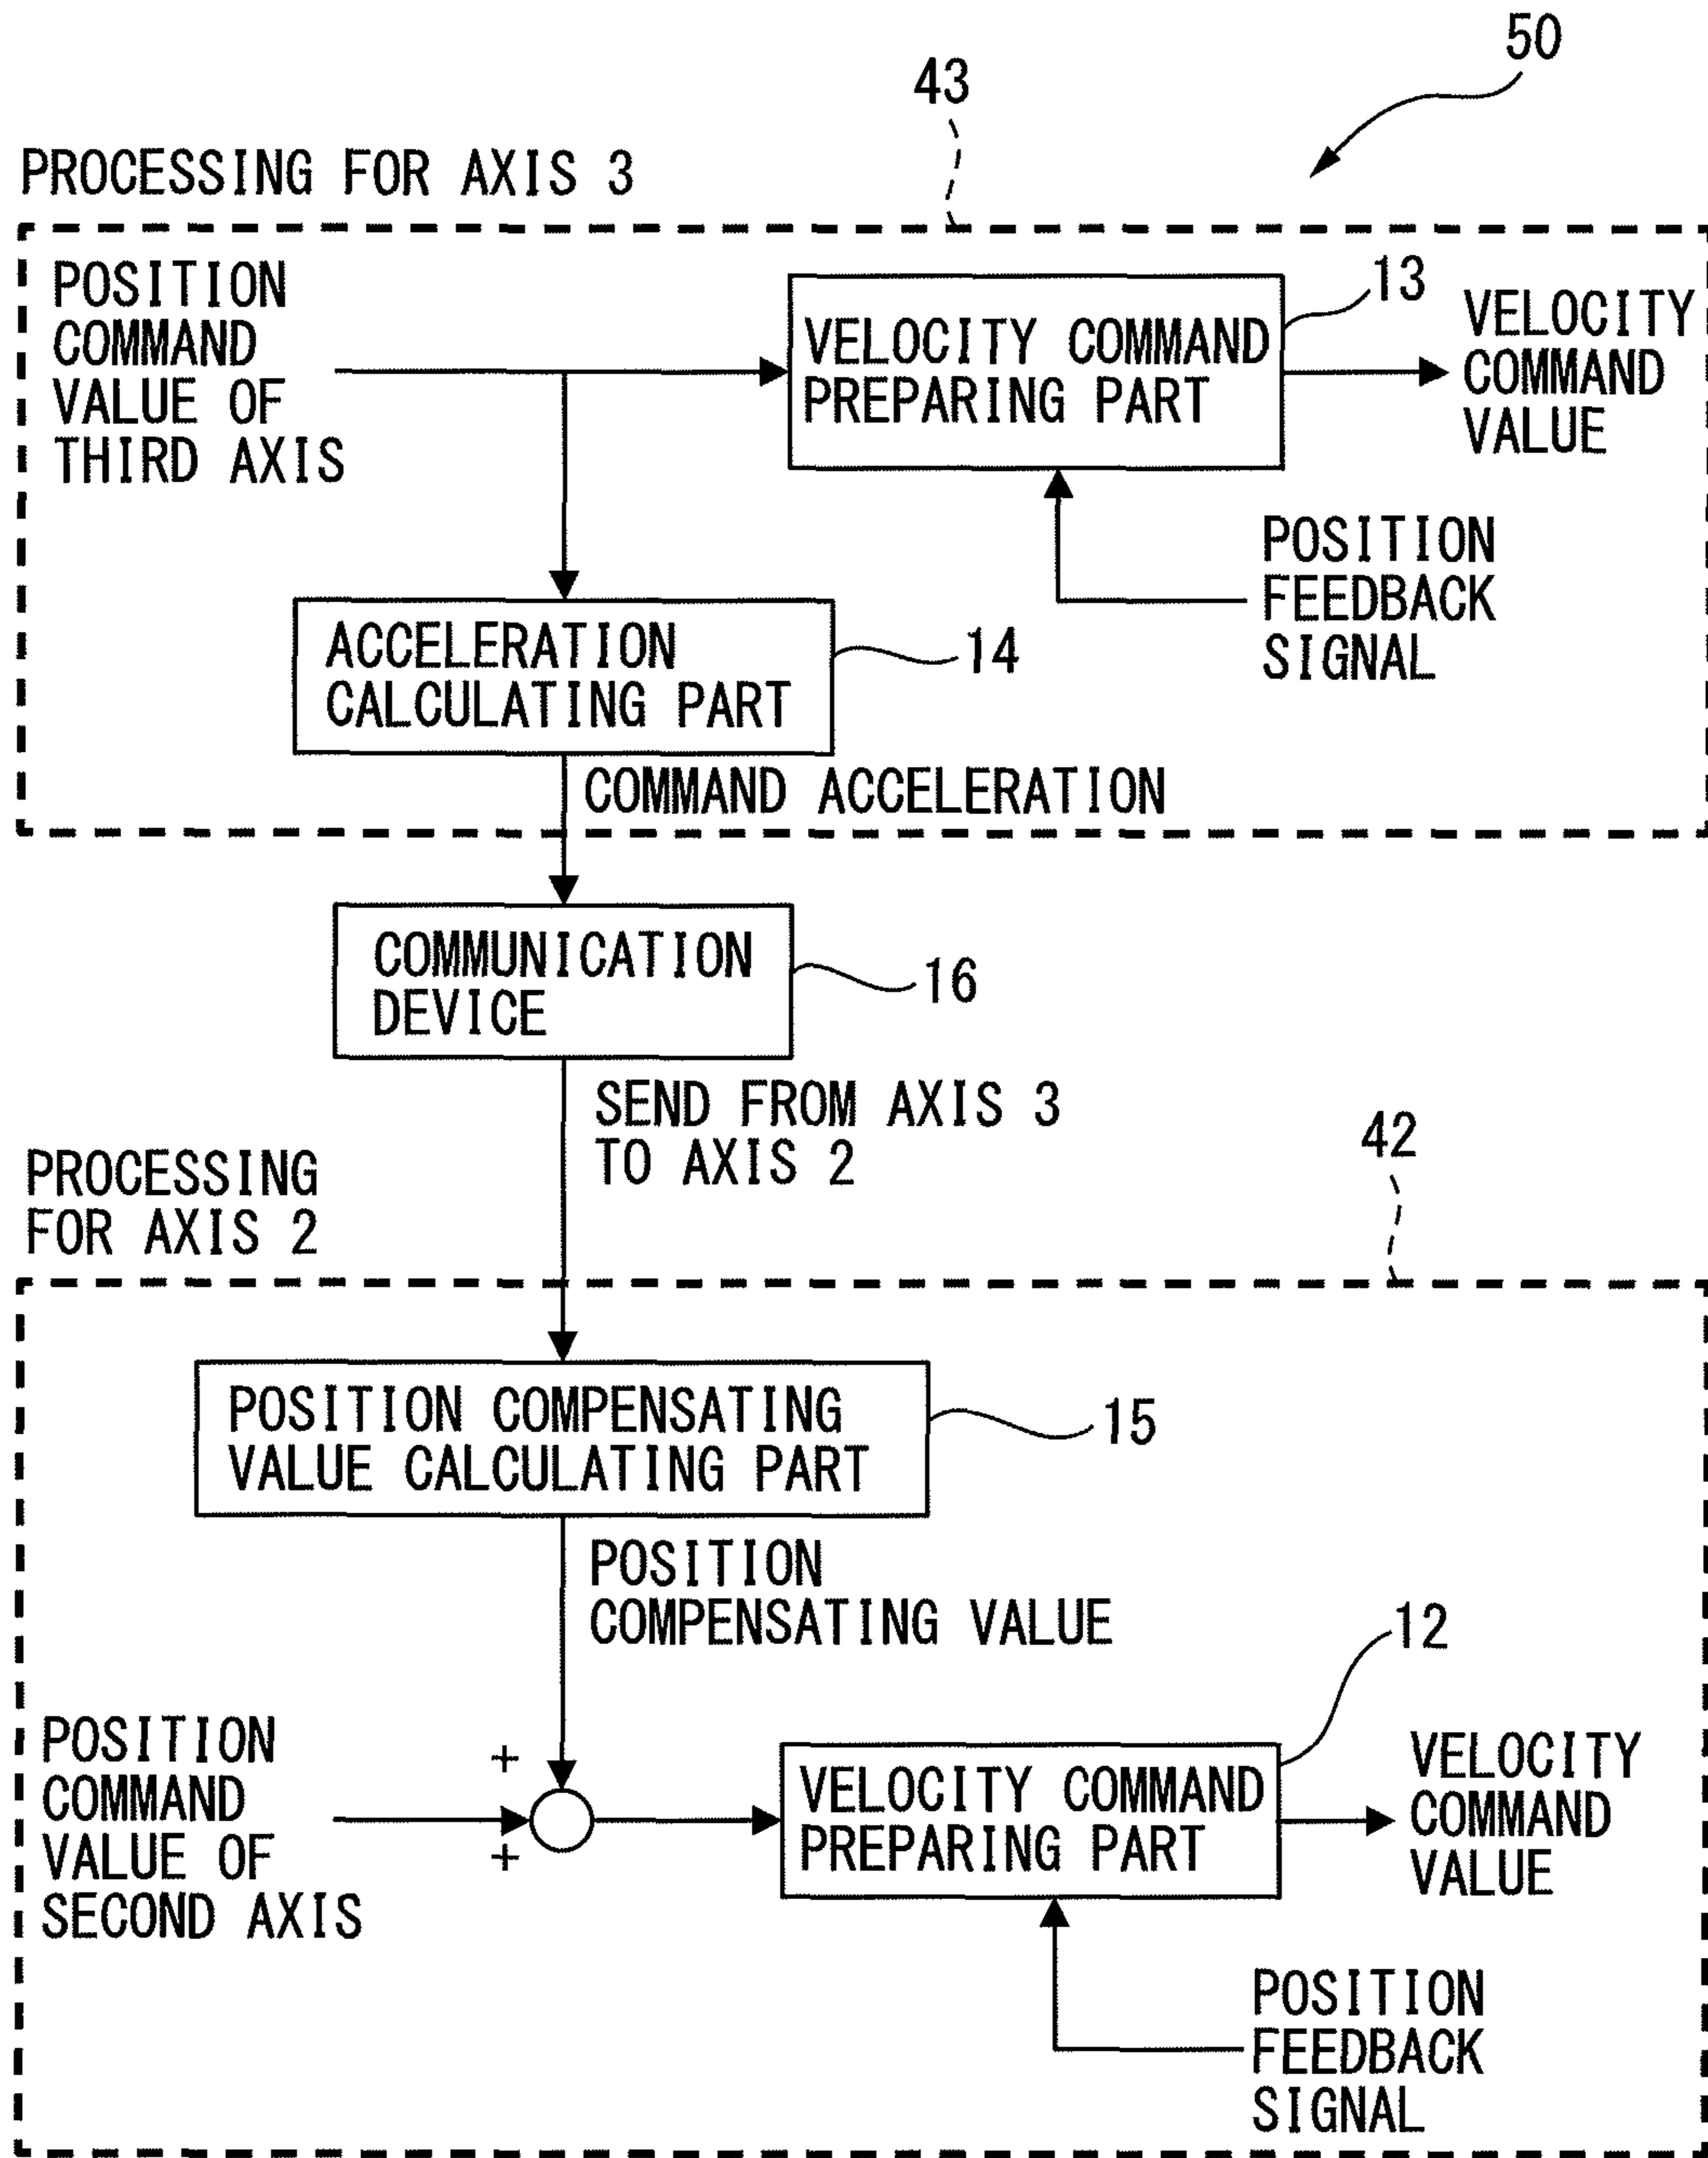 50
43
PROCESSING FOR AXIS 3
POSITION
COMMAND
VALUE OF
THIRD AXIS
VELOCITY COMMAND
PREPARING PART
13
VELOCITY
COMMAND
VALUE
POSITION
FEEDBACK
SIGNAL
ACCELERATION
CALCULATING PART
14
COMMAND ACCELERATION
COMMUNICATION
DEVICE
16
SEND FROM AXIS 3
TO AXIS 2
42
PROCESSING
FOR AXIS 2
POSITION COMPENSATING
VALUE CALCULATING PART
15
POSITION
COMPENSATING VALUE
12
POSITION
COMMAND
VALUE OF
SECOND AXIS
+
+
VELOCITY COMMAND
PREPARING PART
VELOCITY
COMMAND
VALUE
POSITION
FEEDBACK
SIGNAL